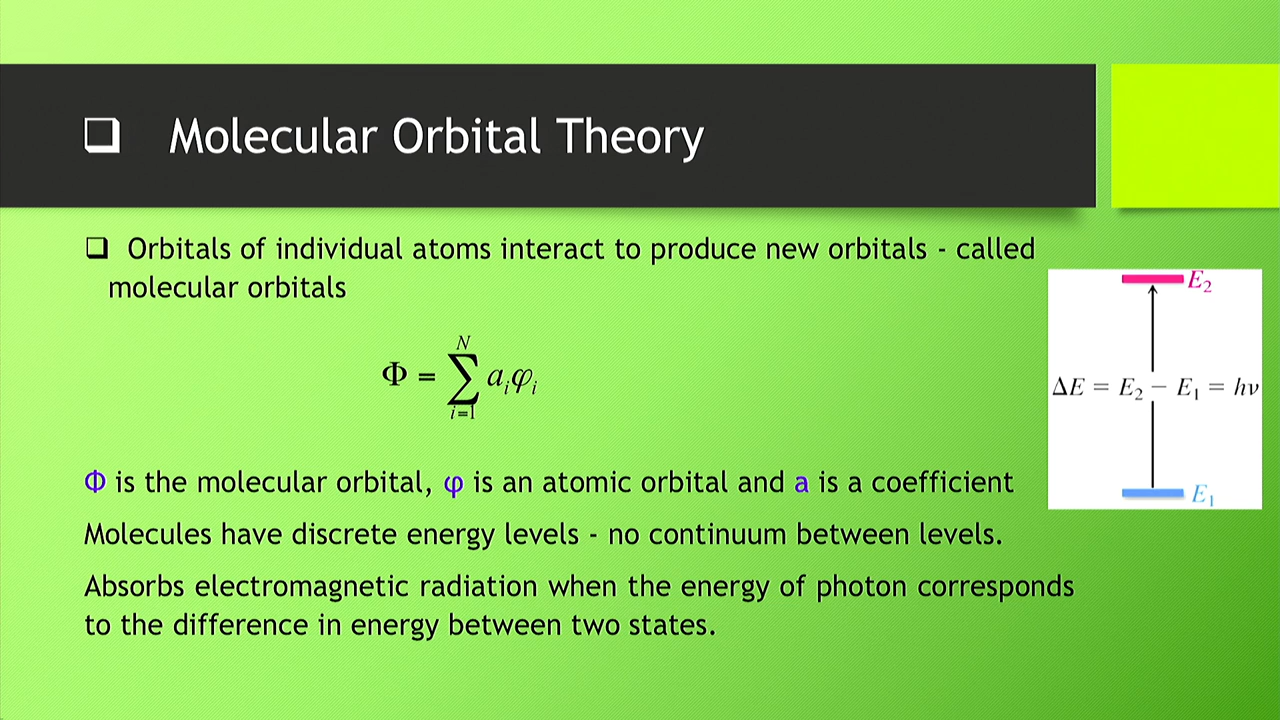 ❑ Molecular Orbital Theory
❑ Orbitals of individual atoms interact to produce new orbitals - called
molecular orbitals
Φ = ∑_{i=1}^{N} a_i φ_i
E₂
ΔE = E₂ − E₁ = hν
E₁
Φ is the molecular orbital, φ is an atomic orbital and a is a coefficient
Molecules have discrete energy levels - no continuum between levels.
Absorbs electromagnetic radiation when the energy of photon corresponds
to the difference in energy between two states.